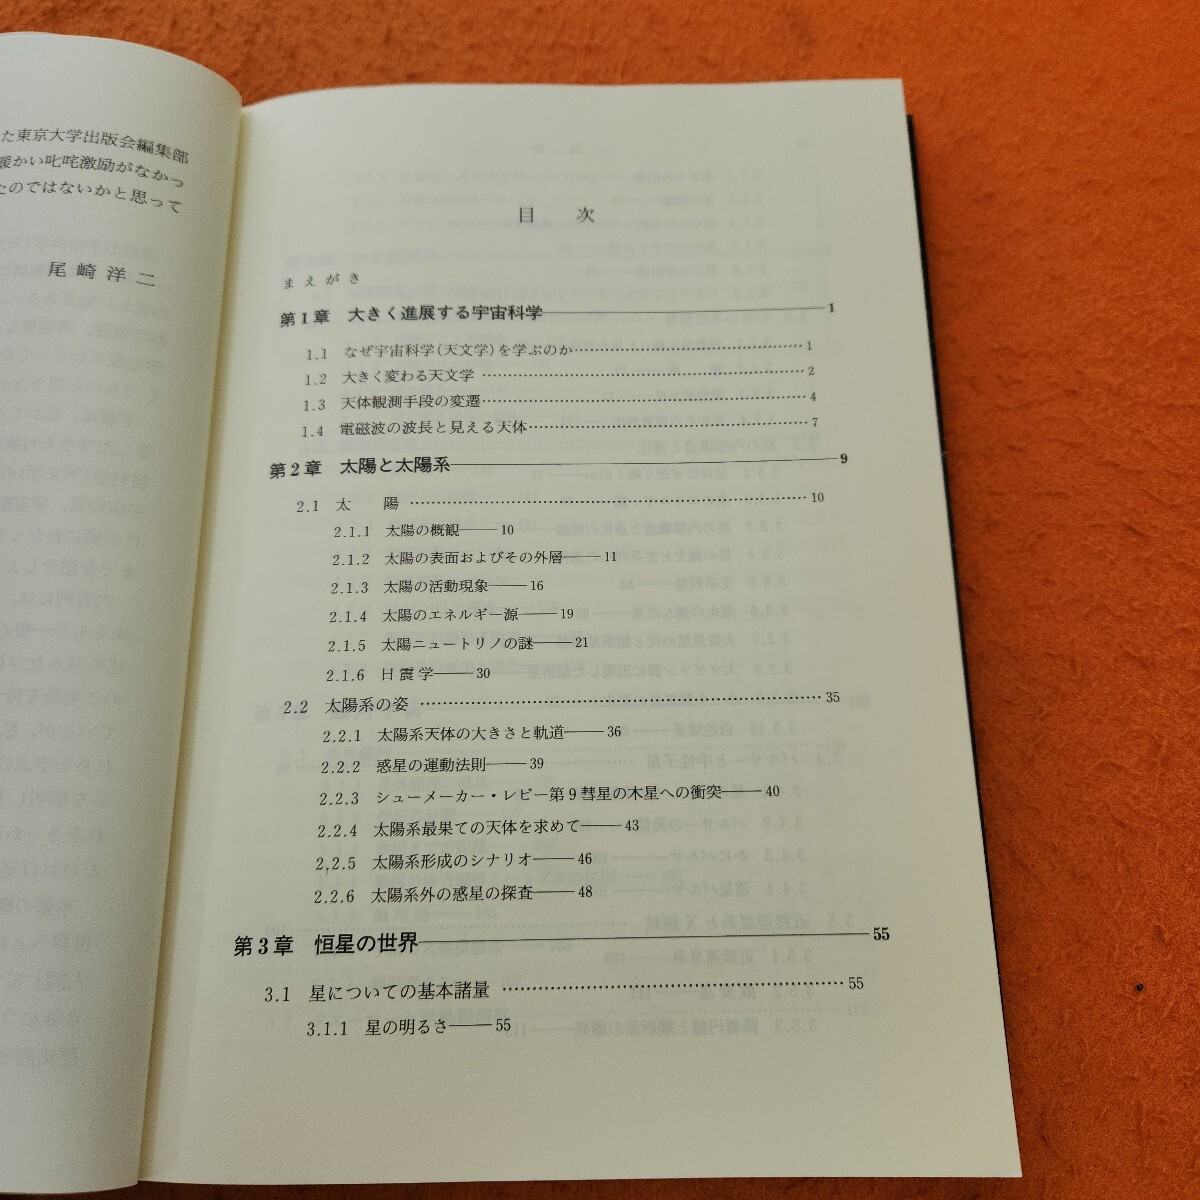 た東京大学出版会編集部
暖かい叱咤激励がなかっ
たのではないかと思って
尾崎洋二
目 次
まえがき
第1章 大きく進展する宇宙科学 1
1.1 なぜ宇宙科学(天文学)を学ぶのか 1
1.2 大きく変わる天文学 2
1.3 天体観測手段の変遷 4
1.4 電磁波の波長と見える天体 7
第2章 太陽と太陽系 9
2.1 太 陽 10
2.1.1 太陽の概観——10
2.1.2 太陽の表面およびその外層——11
2.1.3 太陽の活動現象——16
2.1.4 太陽のエネルギー源——19
2.1.5 太陽ニュートリノの謎——21
2.1.6 日震学——30
2.2 太陽系の姿 35
2.2.1 太陽系天体の大きさと軌道——36
2.2.2 惑星の運動法則——39
2.2.3 シューメーカー・レビー第9彗星の木星への衝突——40
2.2.4 太陽系最果ての天体を求めて——43
2.2.5 太陽系形成のシナリオ——46
2.2.6 太陽系外の惑星の探査——48
第3章 恒星の世界 55
3.1 星についての基本諸量 55
3.1.1 星の明るさ——55